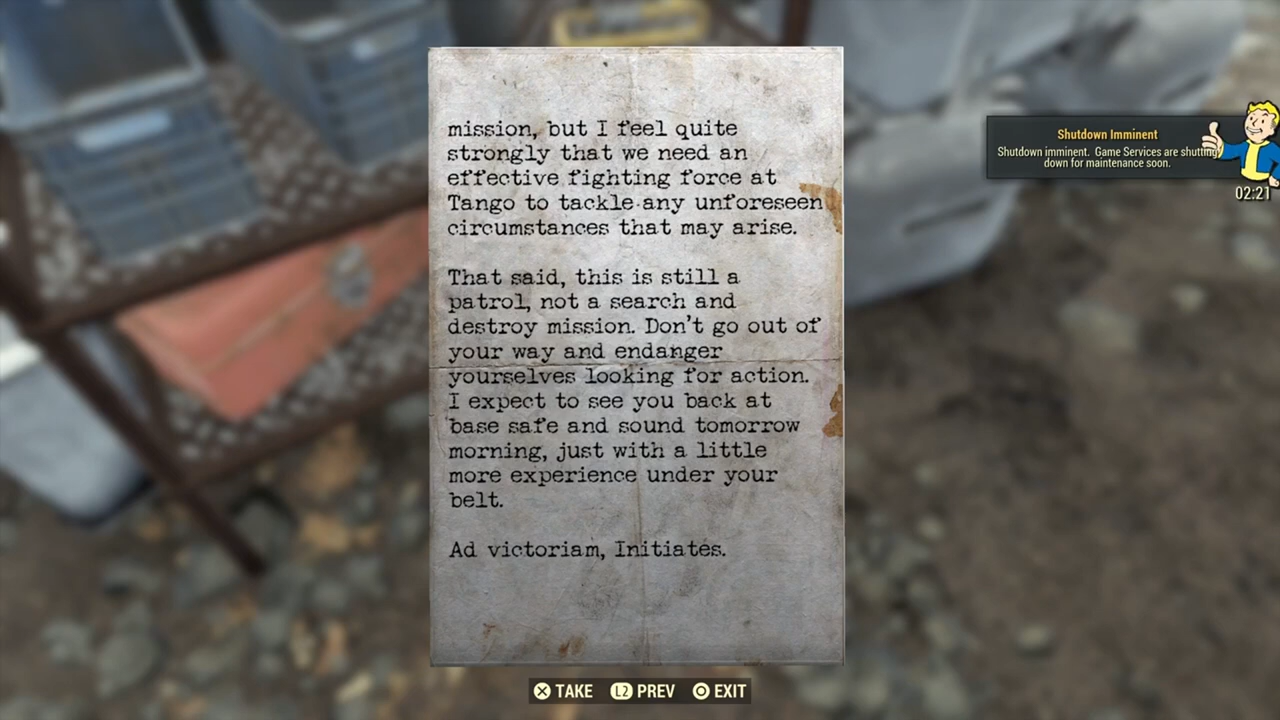 mission, but I feel quite
strongly that we need an
effective fighting force at
Tango to tackle any unforeseen
circumstances that may arise.
That said, this is still a
patrol, not a search and
destroy mission. Don't go out of
your way and endanger
yourselves looking for action.
I expect to see you back at
base safe and sound tomorrow
morning, just with a little
more experience under your
belt.
Ad victoriam, Initiates.
Shutdown Imminent
Shutdown imminent. Game Services are shutting
down for maintenance soon.
02:21
TAKE L2 PREV EXIT